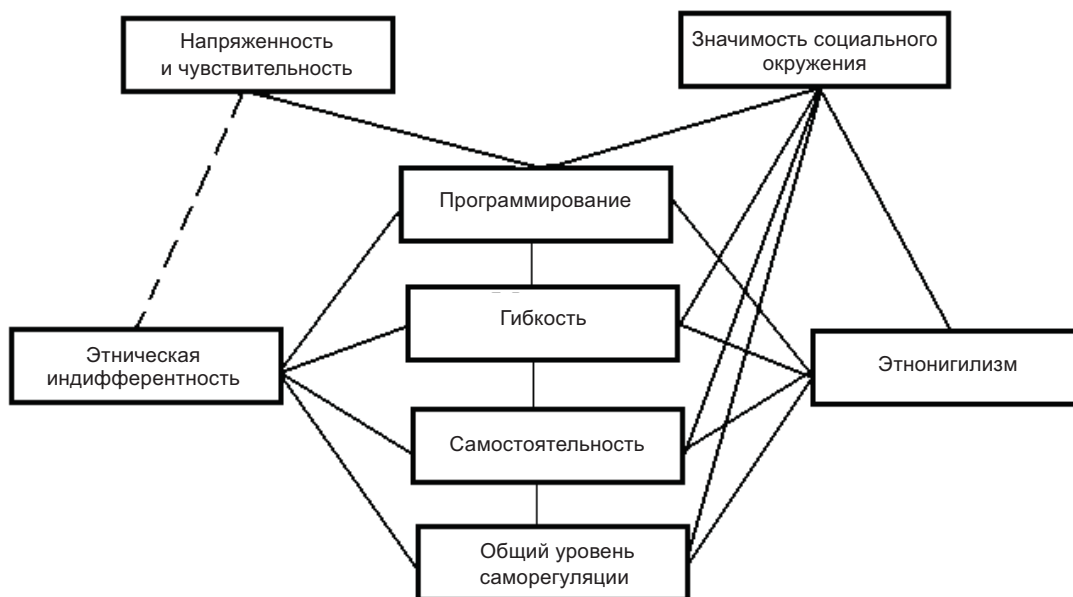 Напряженность
и чувствительность
Значимость социального
окружения
Программирование
Гибкость
Этническая
индифферентность
Этнонигилизм
Самостоятельность
Общий уровень
саморегуляции